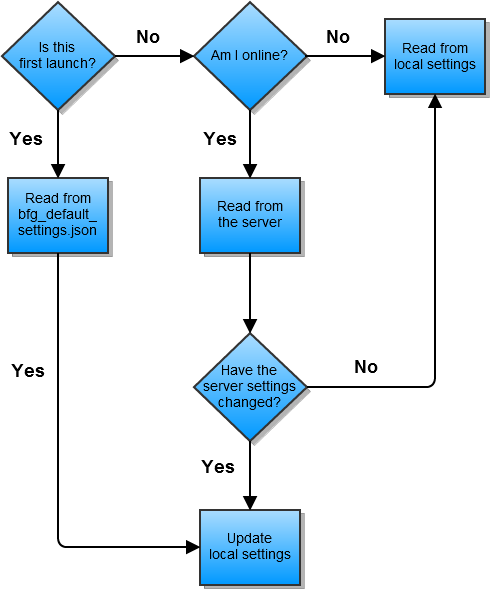 Is this
first launch?
No
Am I online?
No
Read from
local settings
Yes
Yes
Read from
bfg_default_
settings.json
Read from
the server
Yes
Have the
server settings
changed?
No
Yes
Update
local settings